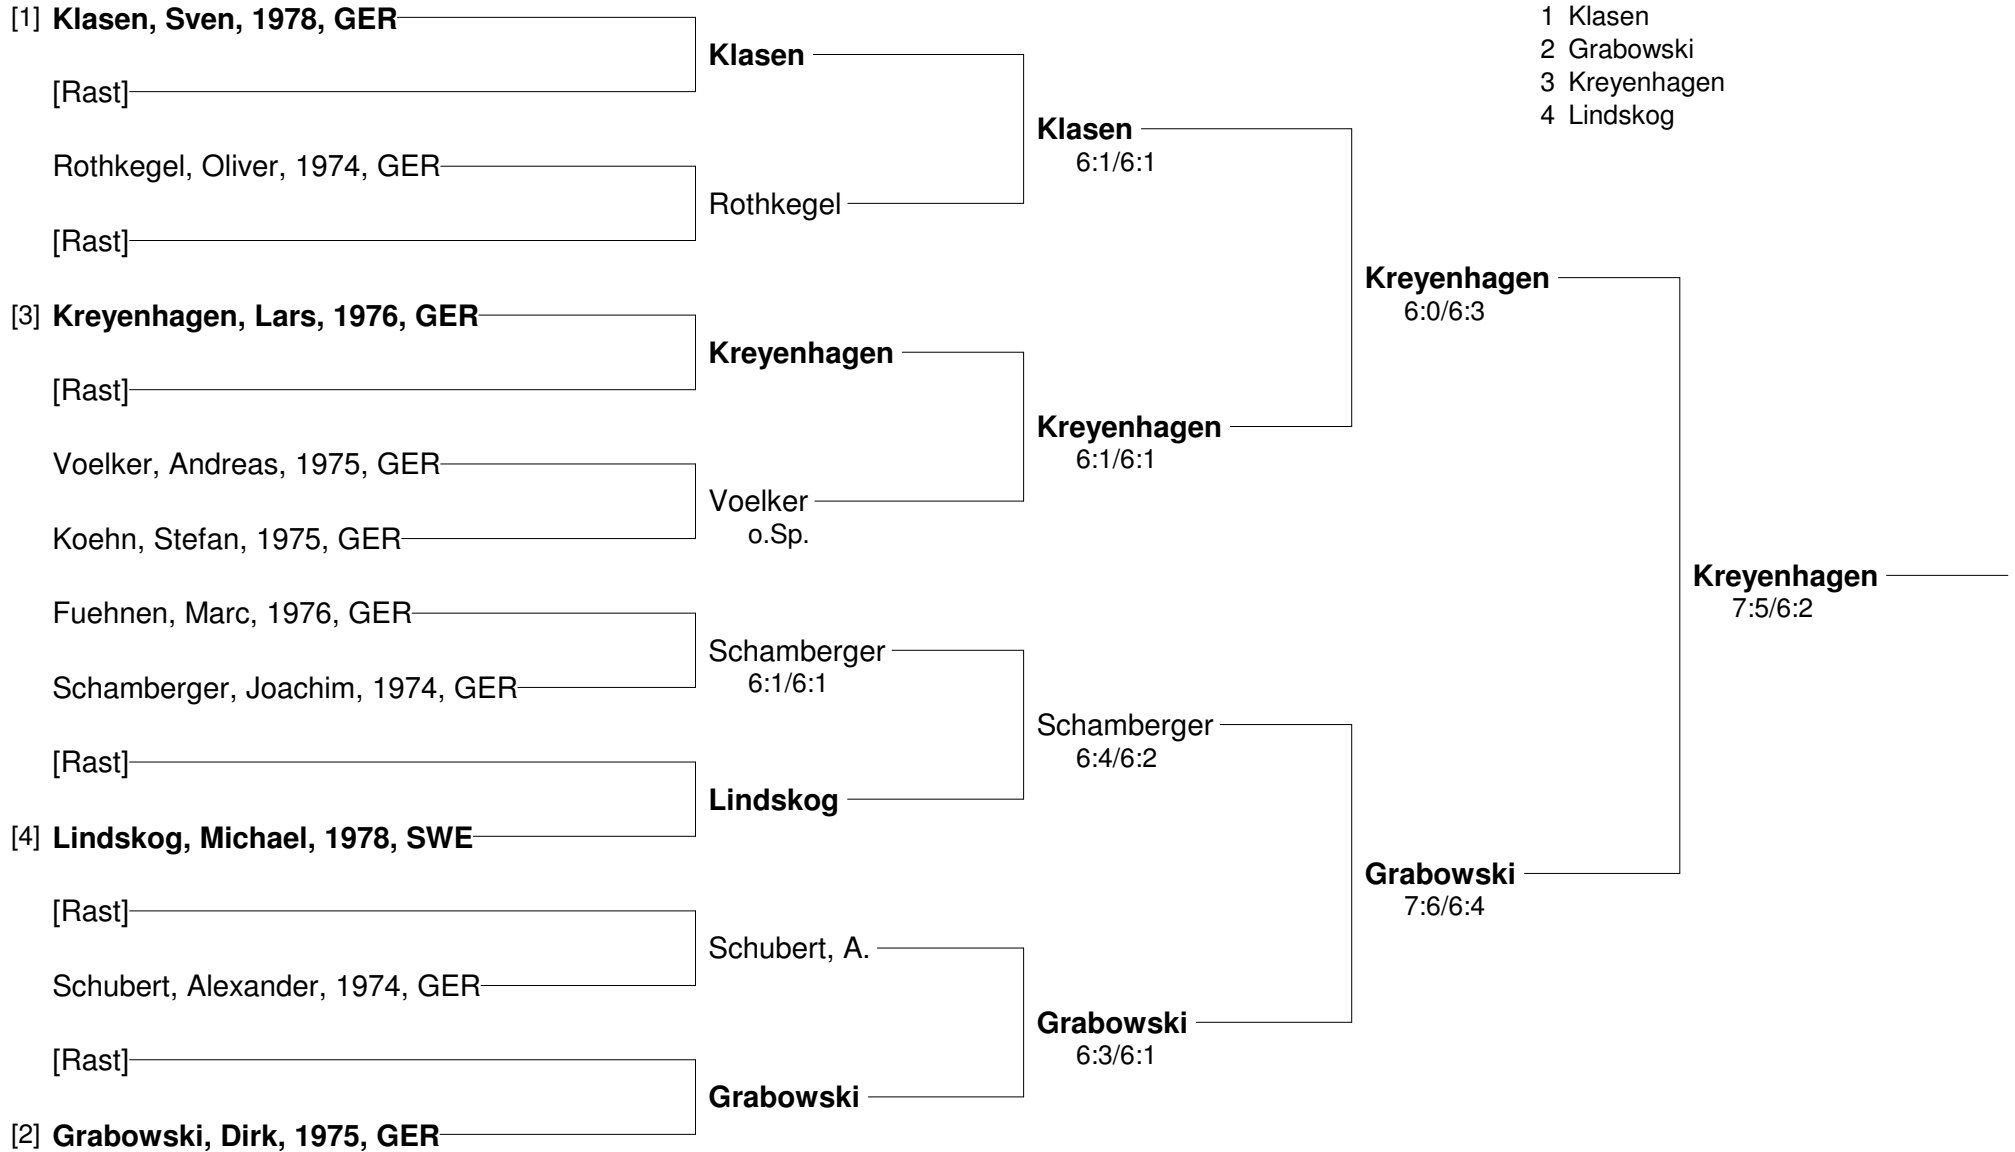 [1] Klasen, Sven, 1978, GER
[Rast]
Rothkegel, Oliver, 1974, GER
[Rast]
[3] Kreyenhagen, Lars, 1976, GER
[Rast]
Voelker, Andreas, 1975, GER
Koehn, Stefan, 1975, GER
Fuehnen, Marc, 1976, GER
Schamberger, Joachim, 1974, GER
[Rast]
[4] Lindskog, Michael, 1978, SWE
[Rast]
Schubert, Alexander, 1974, GER
[Rast]
[2] Grabowski, Dirk, 1975, GER
Klasen
Rothkegel
Kreyenhagen
Voelker
o.Sp.
Schamberger
6:1/6:1
Lindskog
Schubert, A.
Grabowski
Klasen
6:1/6:1
Kreyenhagen
6:1/6:1
Schamberger
6:4/6:2
Grabowski
6:3/6:1
Kreyenhagen
6:0/6:3
Grabowski
7:6/6:4
Kreyenhagen
7:5/6:2
1 Klasen
2 Grabowski
3 Kreyenhagen
4 Lindskog